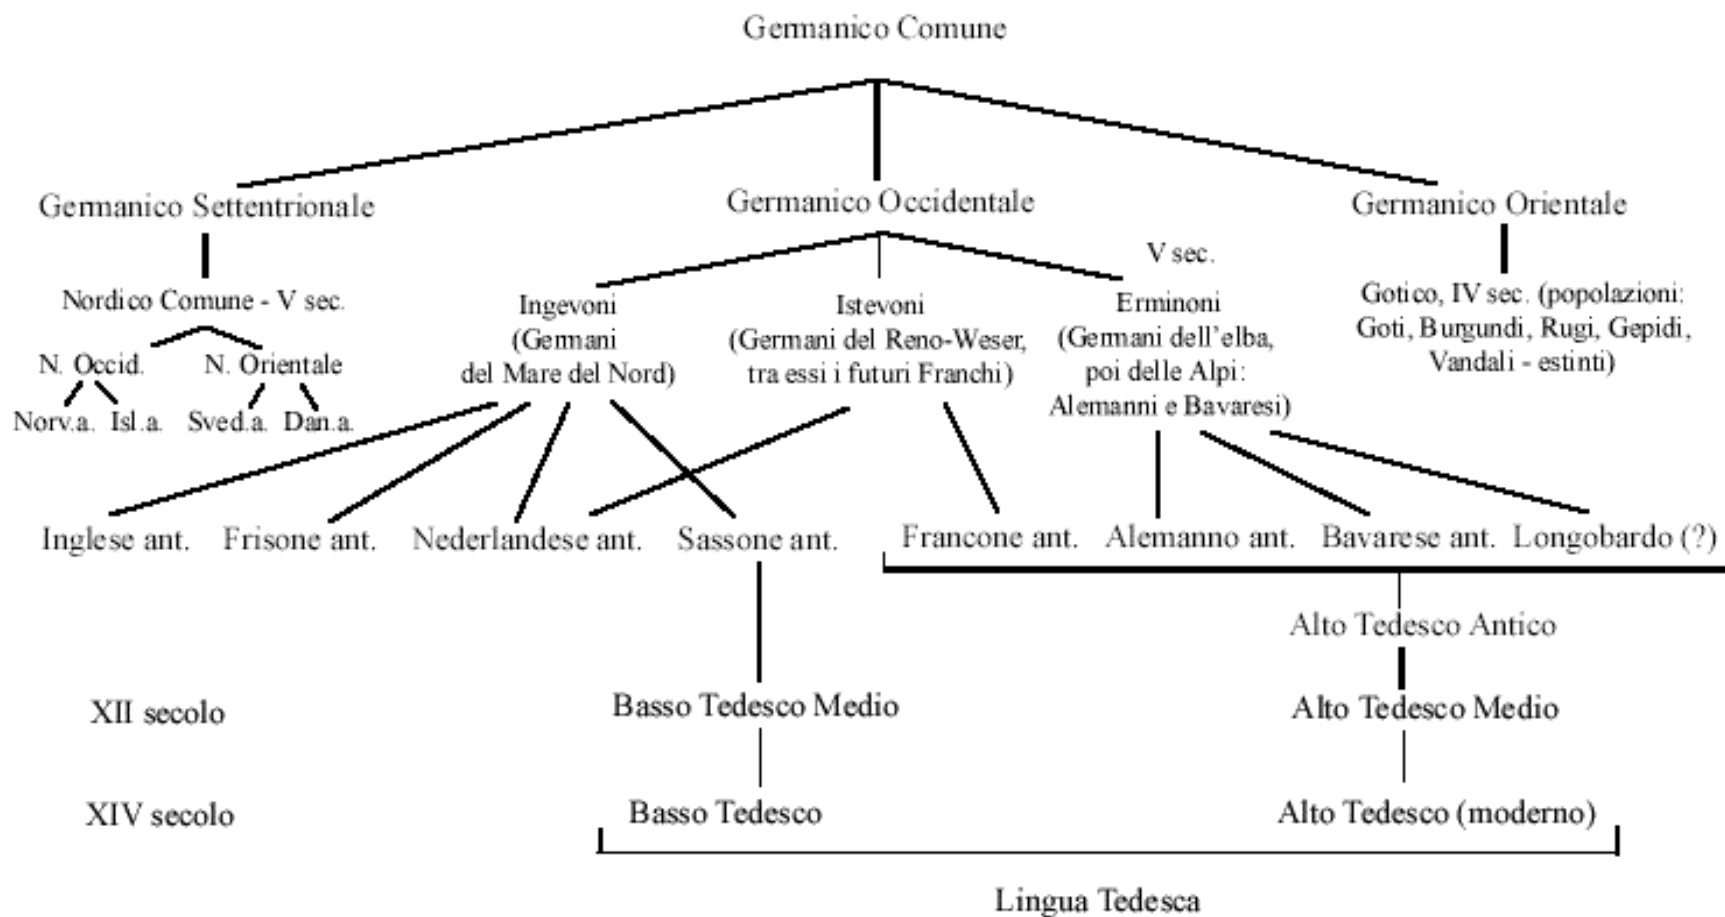 Germanico Comune
Germanico Settentrionale
Germanico Occidentale
Germanico Orientale
V sec.
Nordico Comune - V sec.
Ingevoni
(Germani
del Mare del Nord)
Istevoni
(Germani del Reno-Weser,
tra essi i futuri Franchi)
Erminoni
(Germani dell'elba,
poi delle Alpi:
Alemanni e Bavaresi)
Gotico, IV sec. (popolazioni:
Goti, Burgundi, Rugi, Gepidi,
Vandali - estinti)
N. Occid.
N. Orientale
Norv.a.
Isl.a.
Sved.a.
Dan.a.
Inglese ant.
Frisone ant.
Nederlandese ant.
Sassone ant.
Francone ant.
Alemanno ant.
Bavarese ant.
Longobardo (?)
Alto Tedesco Antico
XII secolo
Basso Tedesco Medio
Alto Tedesco Medio
XIV secolo
Basso Tedesco
Alto Tedesco (moderno)
Lingua Tedesca